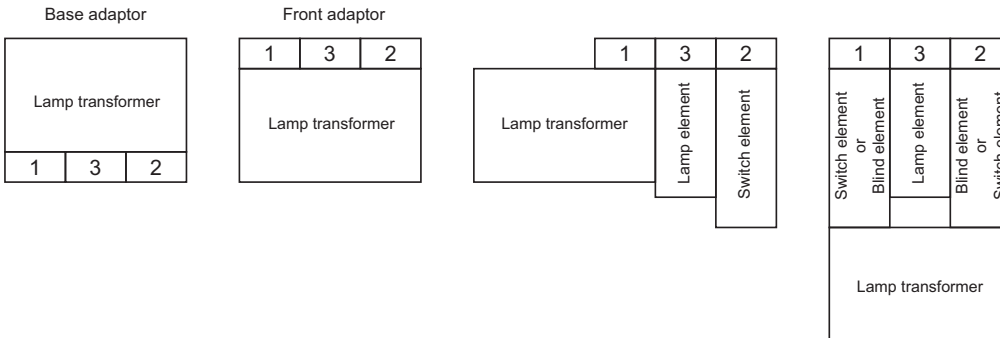 Base adaptor
Front adaptor
Lamp transformer
1 3 2
1 3 2
Lamp transformer
1 3 2
Lamp transformer
Lamp element
Switch element
1 3 2
Switch element
or
Blind element
Lamp element
Blind element
or
Switch element
Lamp transformer